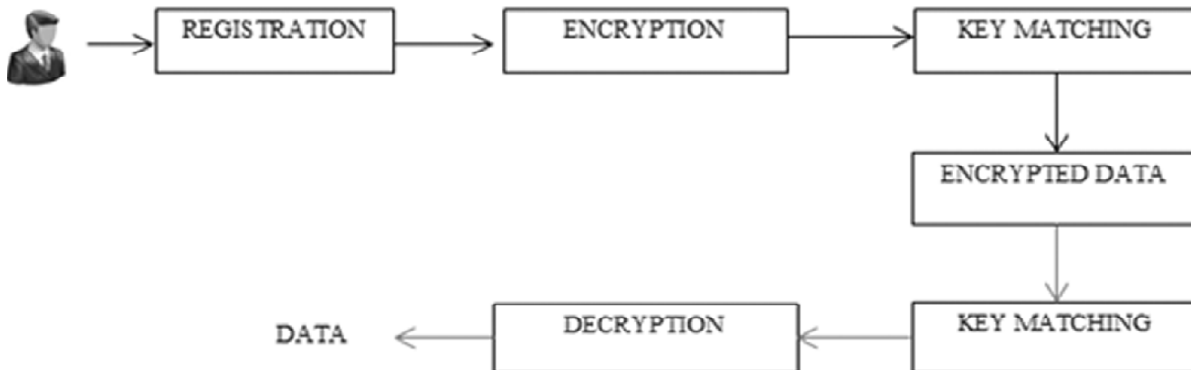 REGISTRATION
ENCRYPTION
KEY MATCHING
ENCRYPTED DATA
KEY MATCHING
DECRYPTION
DATA